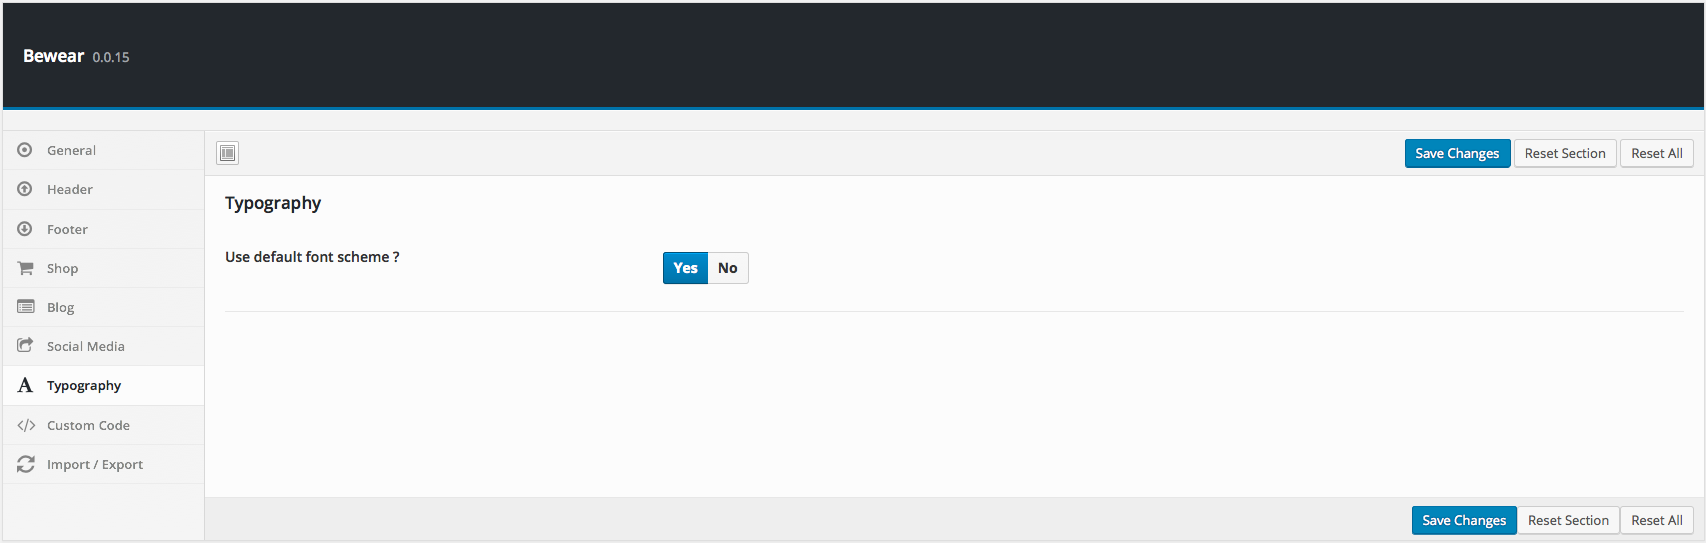 Bewear 0.0.15
General
Header
Footer
Shop
Blog
Social Media
Typography
Custom Code
Import / Export
Save Changes Reset Section Reset All
Typography
Use default font scheme ? Yes No
Save Changes Reset Section Reset All